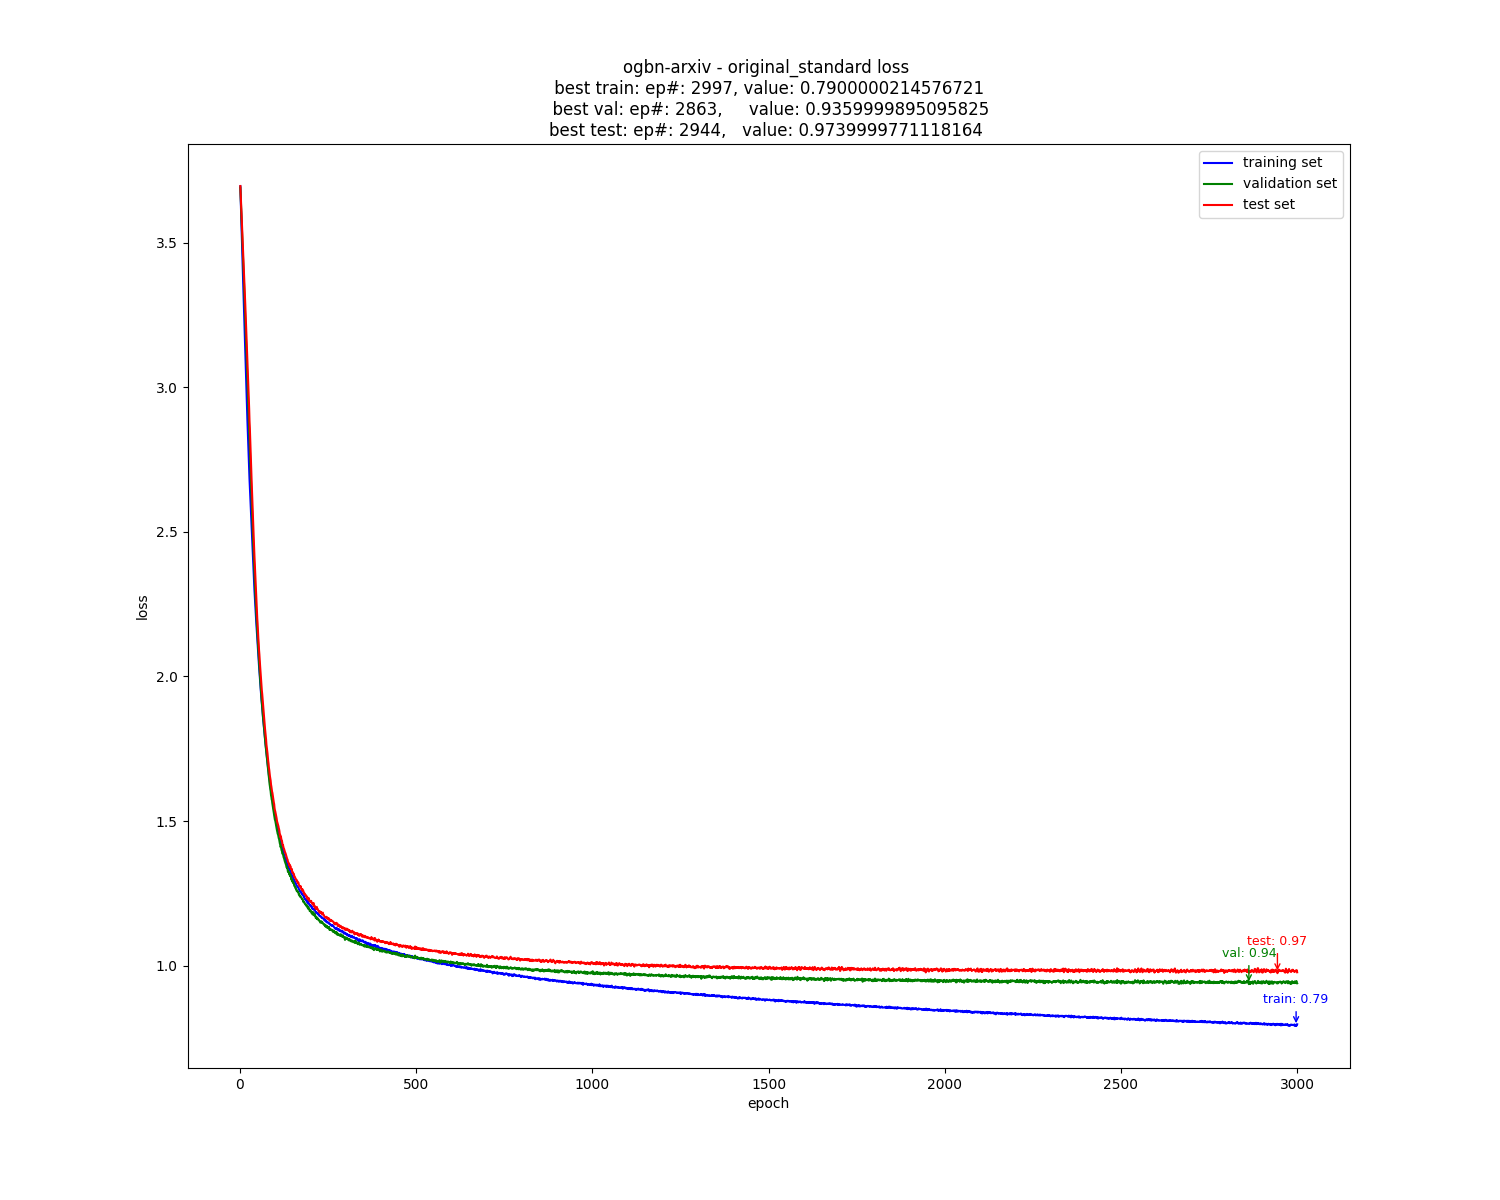 ogbn-arxiv - original_standard loss
best train: ep#: 2997, value: 0.7900000214576721
best val: ep#: 2863, value: 0.9359999895095825
best test: ep#: 2944, value: 0.9739999771118164
training set
validation set
test set
3.5
3.0
2.5
2.0
1.5
1.0
loss
test: 0.97
val: 0.94
train: 0.79
0
500
1000
1500
2000
2500
3000
epoch